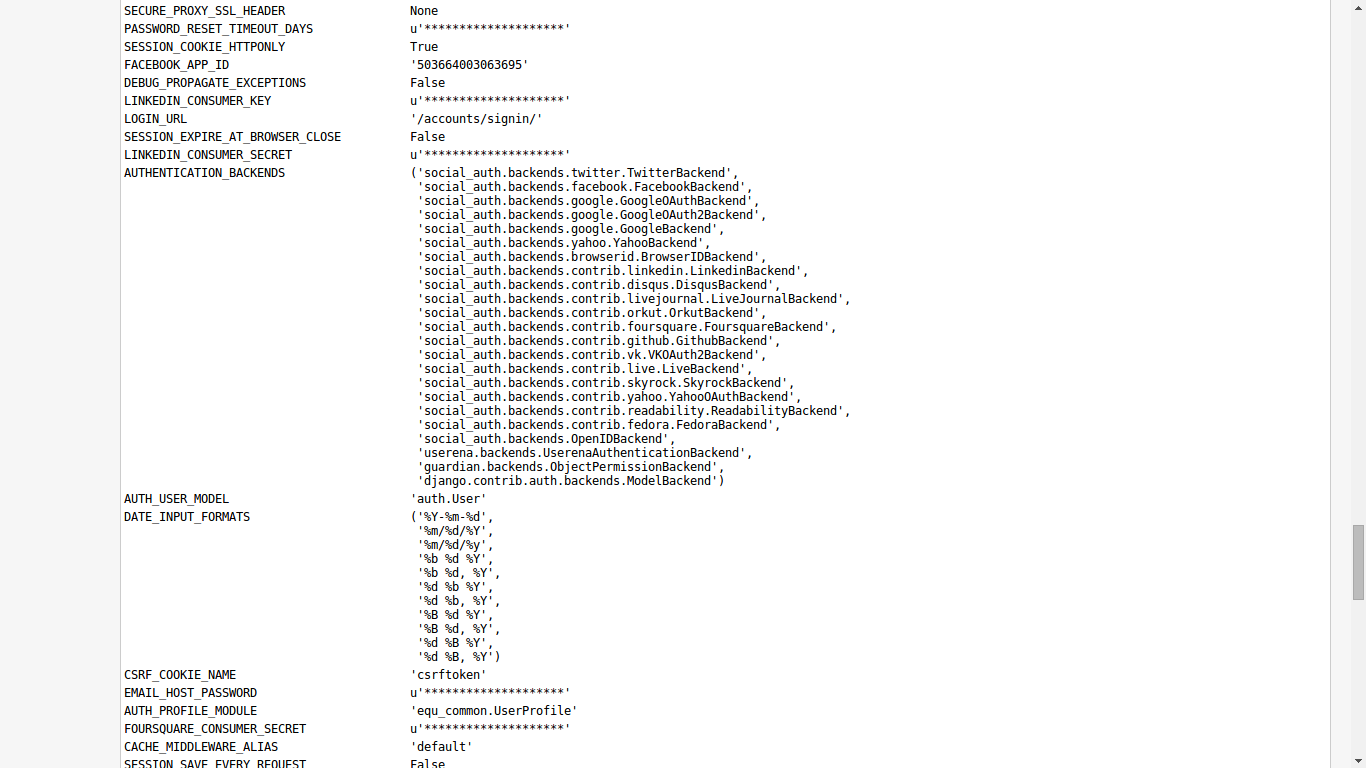 SECURE_PROXY_SSL_HEADER None
PASSWORD_RESET_TIMEOUT_DAYS u'********************'
SESSION_COOKIE_HTTPONLY True
FACEBOOK_APP_ID '503664003063695'
DEBUG_PROPAGATE_EXCEPTIONS False
LINKEDIN_CONSUMER_KEY u'********************'
LOGIN_URL '/accounts/signin/'
SESSION_EXPIRE_AT_BROWSER_CLOSE False
LINKEDIN_CONSUMER_SECRET u'********************'
AUTHENTICATION_BACKENDS ('social_auth.backends.twitter.TwitterBackend',
'social_auth.backends.facebook.FacebookBackend',
'social_auth.backends.google.GoogleOAuthBackend',
'social_auth.backends.google.GoogleOAuth2Backend',
'social_auth.backends.google.GoogleBackend',
'social_auth.backends.yahoo.YahooBackend',
'social_auth.backends.browserid.BrowserIDBackend',
'social_auth.backends.contrib.linkedin.LinkedinBackend',
'social_auth.backends.contrib.disqus.DisqusBackend',
'social_auth.backends.contrib.livejournal.LiveJournalBackend',
'social_auth.backends.contrib.orkut.OrkutBackend',
'social_auth.backends.contrib.foursquare.FoursquareBackend',
'social_auth.backends.contrib.github.GithubBackend',
'social_auth.backends.contrib.vk.VKOAuth2Backend',
'social_auth.backends.contrib.live.LiveBackend',
'social_auth.backends.contrib.skyrock.SkyrockBackend',
'social_auth.backends.contrib.yahoo.YahooOAuthBackend',
'social_auth.backends.contrib.readability.ReadabilityBackend',
'social_auth.backends.contrib.fedora.FedoraBackend',
'social_auth.backends.OpenIDBackend',
'userena.backends.UserenaAuthenticationBackend',
'guardian.backends.ObjectPermissionBackend',
'django.contrib.auth.backends.ModelBackend')
AUTH_USER_MODEL 'auth.User'
DATE_INPUT_FORMATS ('%Y-%m-%d',
'%m/%d/%Y',
'%m/%d/%y',
'%b %d %Y',
'%b %d, %Y',
'%d %b %Y',
'%d %b, %Y',
'%B %d %Y',
'%B %d, %Y',
'%d %B %Y',
'%d %B, %Y')
CSRF_COOKIE_NAME 'csrftoken'
EMAIL_HOST_PASSWORD u'********************'
AUTH_PROFILE_MODULE 'equ_common.UserProfile'
FOURSQUARE_CONSUMER_SECRET u'********************'
CACHE_MIDDLEWARE_ALIAS 'default'
SESSION_SAVE_EVERY_REQUEST False